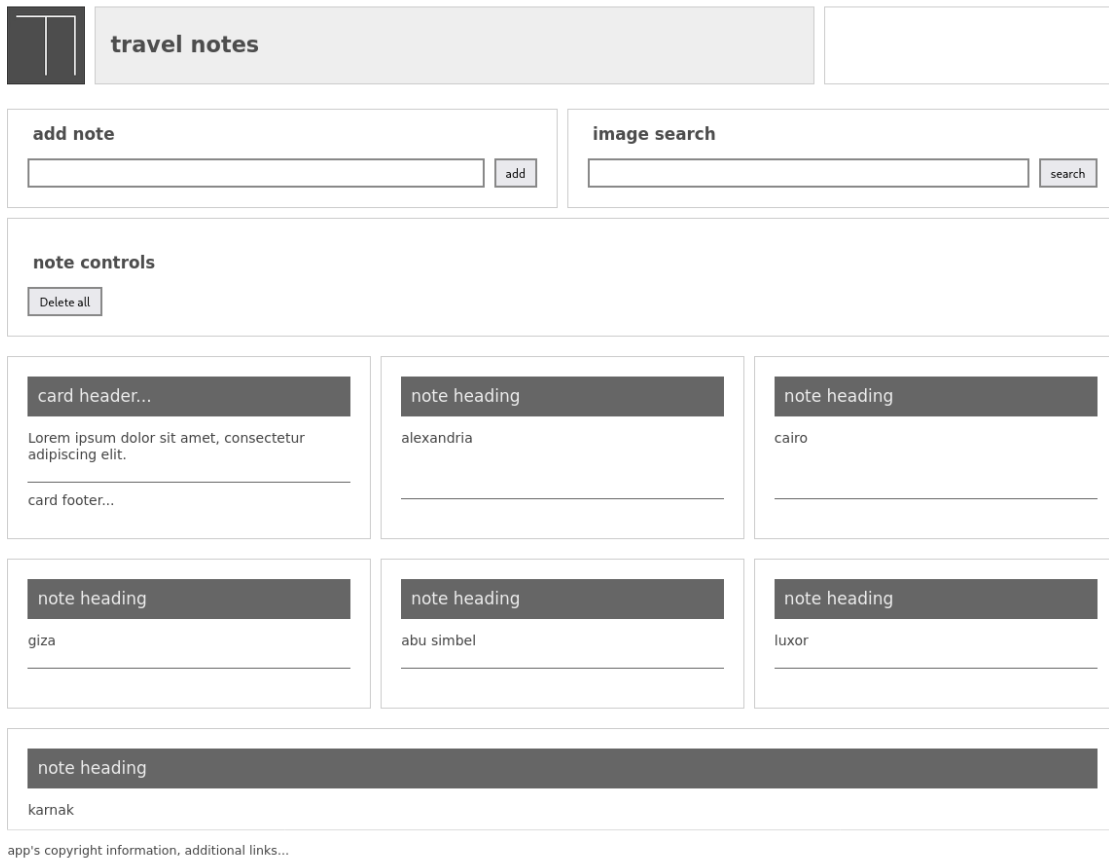 travel notes
add note
image search
add
search
note controls
Delete all
card header...
note heading
note heading
Lorem ipsum dolor sit amet, consectetur
adipiscing elit.
alexandria
cairo
card footer...
note heading
note heading
note heading
giza
abu simbel
luxor
note heading
karnak
app's copyright information, additional links...